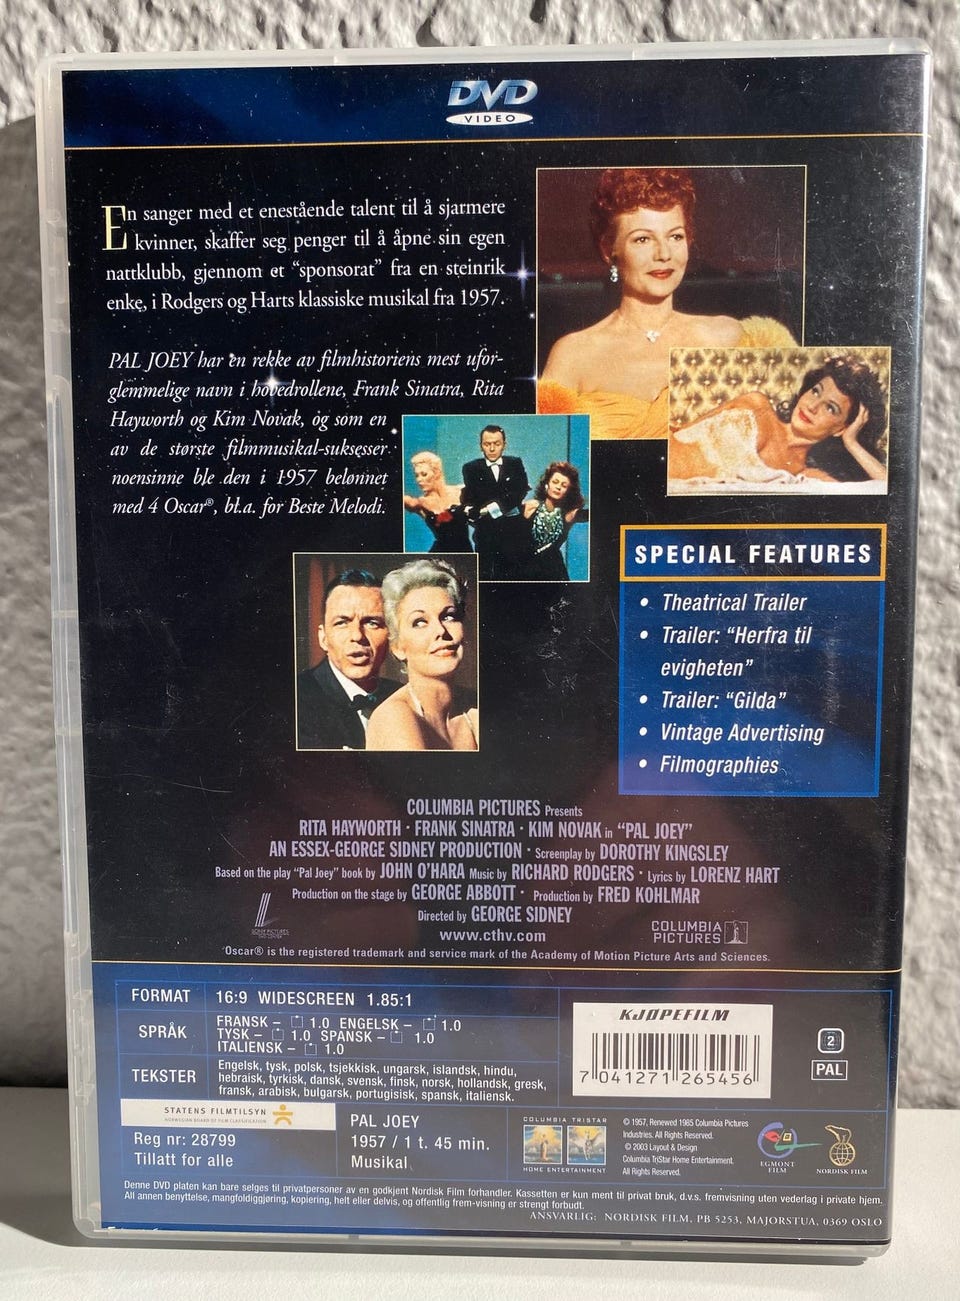 DVD
VIDEO
En sanger med et enestående talent til å sjarmere
kvinner, skaffer seg penger til å åpne sin egen
nattklubb, gjennom et “sponsorat” fra en steinrik
enke, i Rodgers og Harts klassiske musikal fra 1957.
PAL JOEY har en rekke av filmhistoriens mest ufor-
glemmelige navn i hovedrollene, Frank Sinatra, Rita
Hayworth og Kim Novak, og som en
av de største filmmusikal-suksesser
noensinne ble den i 1957 belønnet
med 4 Oscar®, bl.a. for Beste Melodi.
SPECIAL FEATURES
• Theatrical Trailer
• Trailer: “Herfra til
evigheten”
• Trailer: “Gilda”
• Vintage Advertising
• Filmographies
COLUMBIA PICTURES Presents
RITA HAYWORTH · FRANK SINATRA · KIM NOVAK in “PAL JOEY”
AN ESSEX-GEORGE SIDNEY PRODUCTION · Screenplay by DOROTHY KINGSLEY
Based on the play “Pal Joey” book by JOHN O’HARA Music by RICHARD RODGERS · Lyrics by LORENZ HART
Production on the stage by GEORGE ABBOTT · Production by FRED KOHLMAR
Directed by GEORGE SIDNEY
www.cthv.com
COLUMBIA
PICTURES
Oscar® is the registered trademark and service mark of the Academy of Motion Picture Arts and Sciences.
FORMAT 16:9 WIDESCREEN 1.85:1
SPRÅK FRANSK – 1.0 ENGELSK – 1.0
TYSK – 1.0 SPANSK – 1.0
ITALIENSK – 1.0
TEKSTER Engelsk, tysk, polsk, tsjekkisk, ungarsk, islandsk, hindu,
hebraisk, tyrkisk, dansk, svensk, finsk, norsk, hollandsk, gresk,
fransk, arabisk, bulgarsk, portugisisk, spansk, italiensk.
KJØPEFILM
7 041271 265456
2
PAL
STATENS FILMTILSYN
NORWEGIAN BOARD OF FILM CLASSIFICATION
Reg nr: 28799
Tillatt for alle
PAL JOEY
1957 / 1 t. 45 min.
Musikal
COLUMBIA TRISTAR
HOME ENTERTAINMENT
© 1957, Renewed 1985 Columbia Pictures
Industries. All Rights Reserved.
© 2003 Layout & Design
Columbia TriStar Home Entertainment.
All Rights Reserved.
EGMONT
FILM
NORDISK FILM
Denne DVD platen kan bare selges til privatpersoner av en godkjent Nordisk Film forhandler. Kassetten er kun ment til privat bruk, d.v.s. fremvisning uten vederlag i private hjem.
All annen benyttelse, mangfoldiggjøring, kopiering, helt eller delvis, og offentlig frem-visning er strengt forbudt.
ANSVARLIG: NORDISK FILM, PB 5253, MAJORSTUA, 0369 OSLO